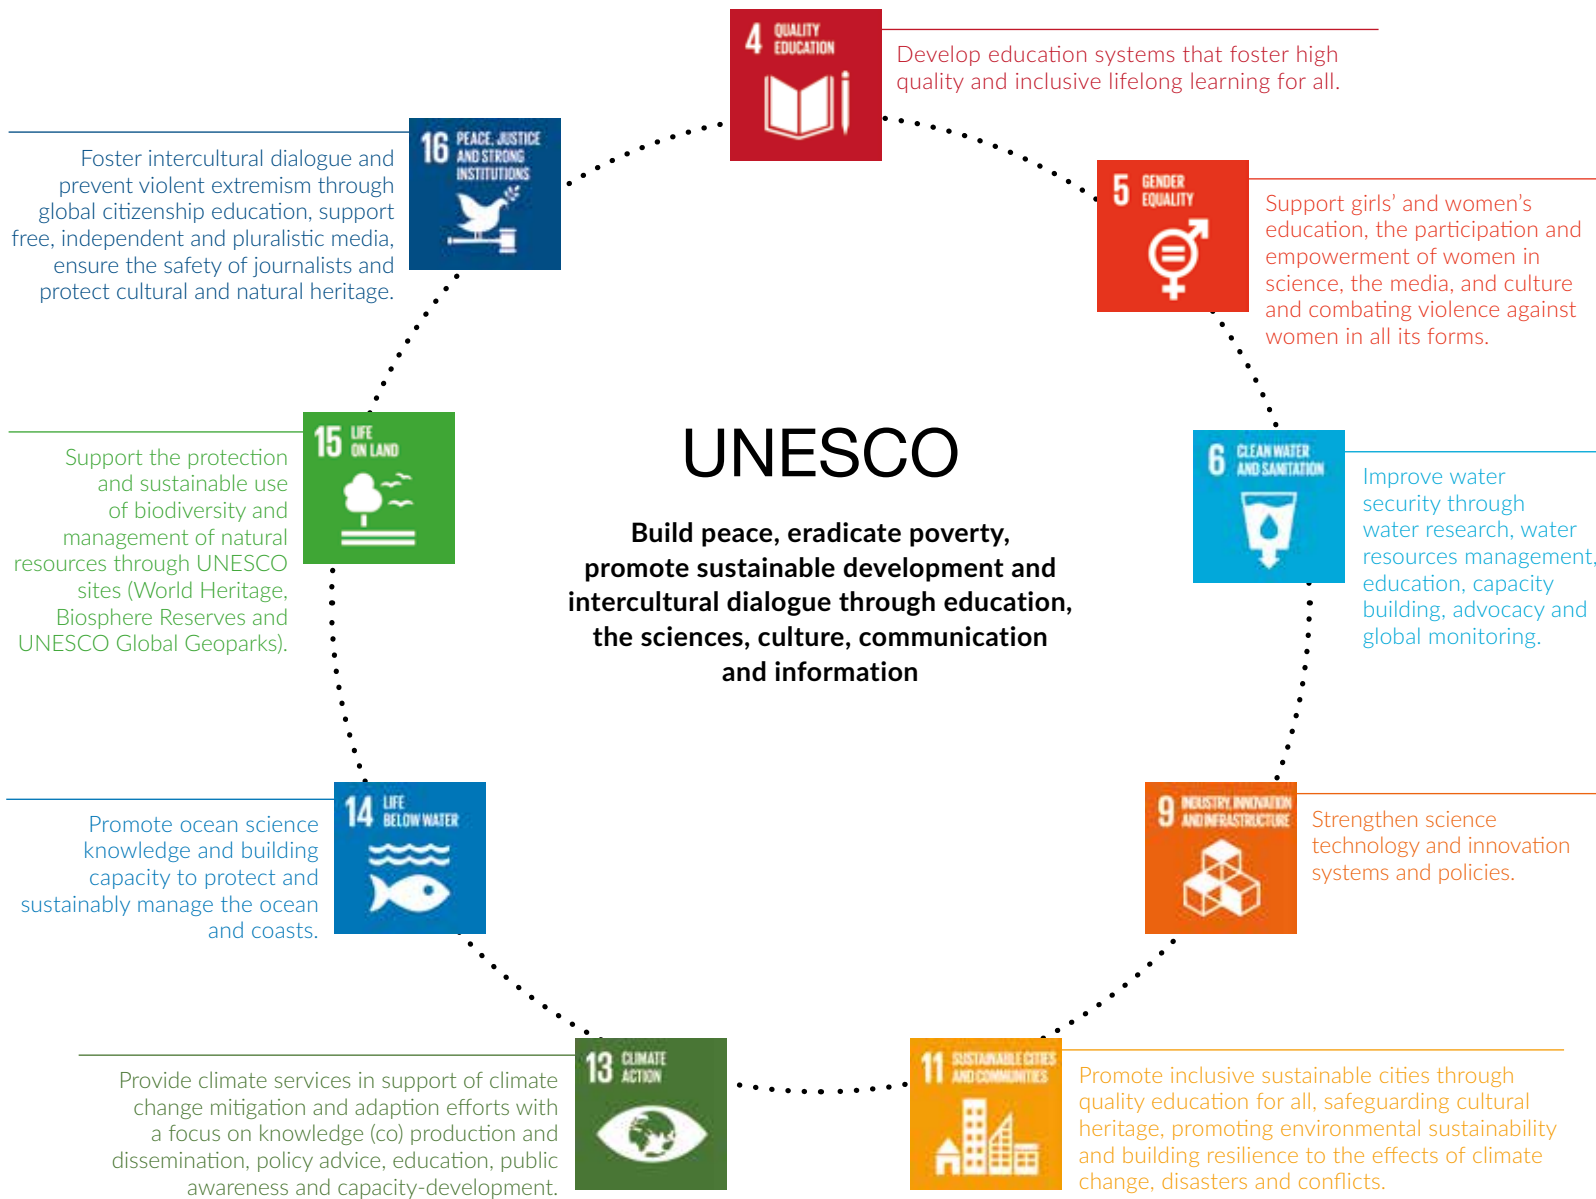 4 QUALITY
EDUCATION
Develop education systems that foster high
quality and inclusive lifelong learning for all.
5 GENDER
EQUALITY
Support girls’ and women’s
education, the participation and
empowerment of women in
science, the media, and culture
and combating violence against
women in all its forms.
6 CLEAN WATER
AND SANITATION
Improve water
security through
water research, water
resources management,
education, capacity
building, advocacy and
global monitoring.
9 INDUSTRY, INNOVATION
AND INFRASTRUCTURE
Strengthen science
technology and innovation
systems and policies.
11 SUSTAINABLE CITIES
AND COMMUNITIES
Promote inclusive sustainable cities through
quality education for all, safeguarding cultural
heritage, promoting environmental sustainability
and building resilience to the effects of climate
change, disasters and conflicts.
13 CLIMATE
ACTION
Provide climate services in support of climate
change mitigation and adaption efforts with
a focus on knowledge (co) production and
dissemination, policy advice, education, public
awareness and capacity-development.
14 LIFE
BELOW WATER
Promote ocean science
knowledge and building
capacity to protect and
sustainably manage the ocean
and coasts.
15 LIFE
ON LAND
Support the protection
and sustainable use
of biodiversity and
management of natural
resources through UNESCO
sites (World Heritage,
Biosphere Reserves and
UNESCO Global Geoparks).
16 PEACE, JUSTICE
AND STRONG
INSTITUTIONS
Foster intercultural dialogue and
prevent violent extremism through
global citizenship education, support
free, independent and pluralistic media,
ensure the safety of journalists and
protect cultural and natural heritage.
UNESCO
Build peace, eradicate poverty,
promote sustainable development and
intercultural dialogue through education,
the sciences, culture, communication
and information